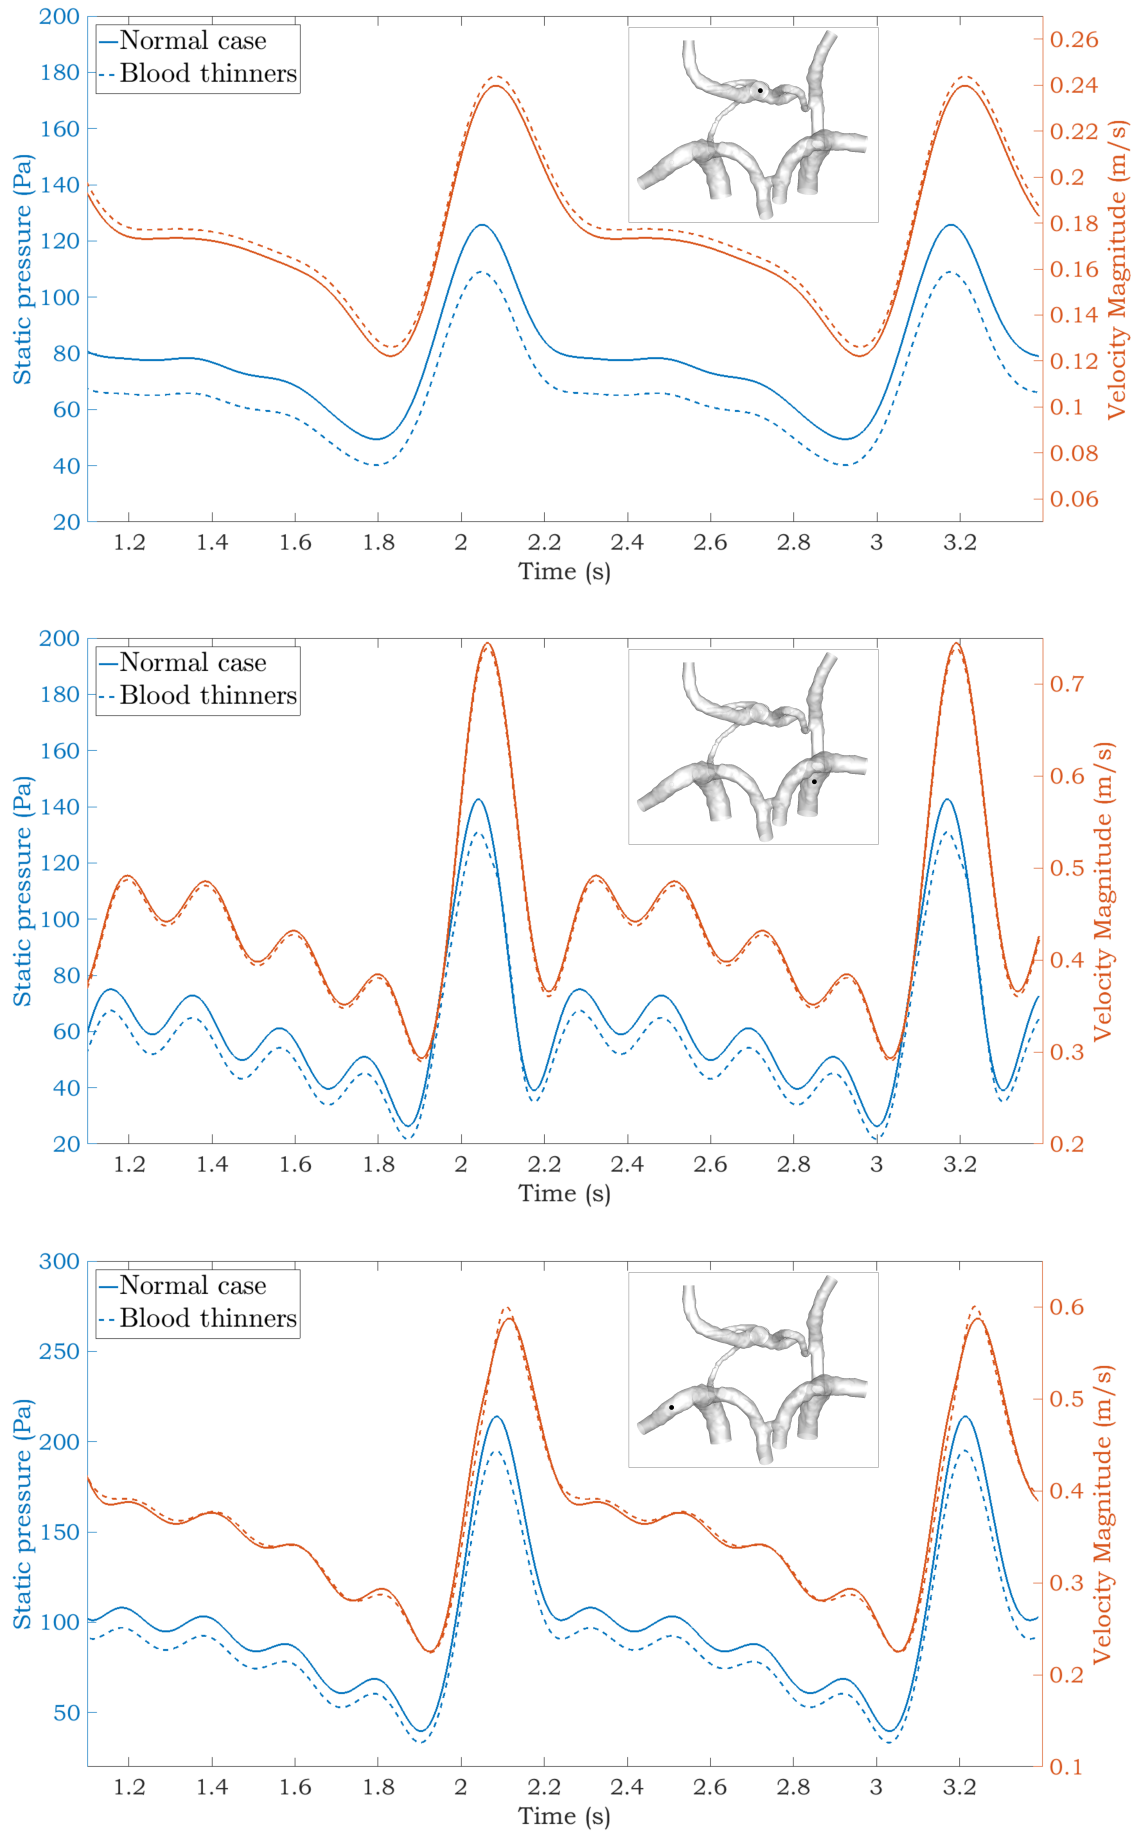 Normal case
Blood thinners
Static pressure (Pa)
200
180
160
140
120
100
80
60
40
20
Velocity Magnitude (m/s)
0.26
0.24
0.22
0.2
0.18
0.16
0.14
0.12
0.1
0.08
0.06
1.2 1.4 1.6 1.8 2 2.2 2.4 2.6 2.8 3 3.2
Time (s)
Normal case
Blood thinners
Static pressure (Pa)
200
180
160
140
120
100
80
60
40
20
Velocity Magnitude (m/s)
0.7
0.6
0.5
0.4
0.3
0.2
1.2 1.4 1.6 1.8 2 2.2 2.4 2.6 2.8 3 3.2
Time (s)
Normal case
Blood thinners
Static pressure (Pa)
300
250
200
150
100
50
Velocity Magnitude (m/s)
0.6
0.5
0.4
0.3
0.2
0.1
1.2 1.4 1.6 1.8 2 2.2 2.4 2.6 2.8 3 3.2
Time (s)